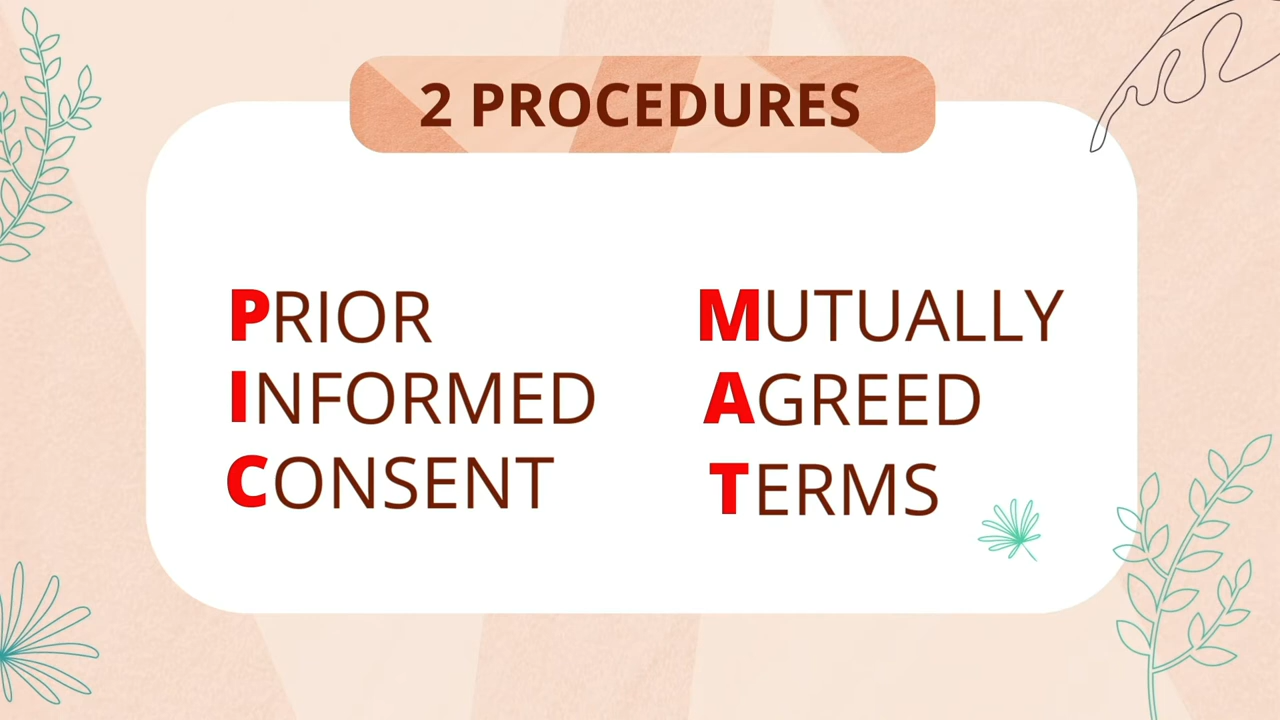 2 PROCEDURES
PRIOR
INFORMED
CONSENT
MUTUALLY
AGREED
TERMS